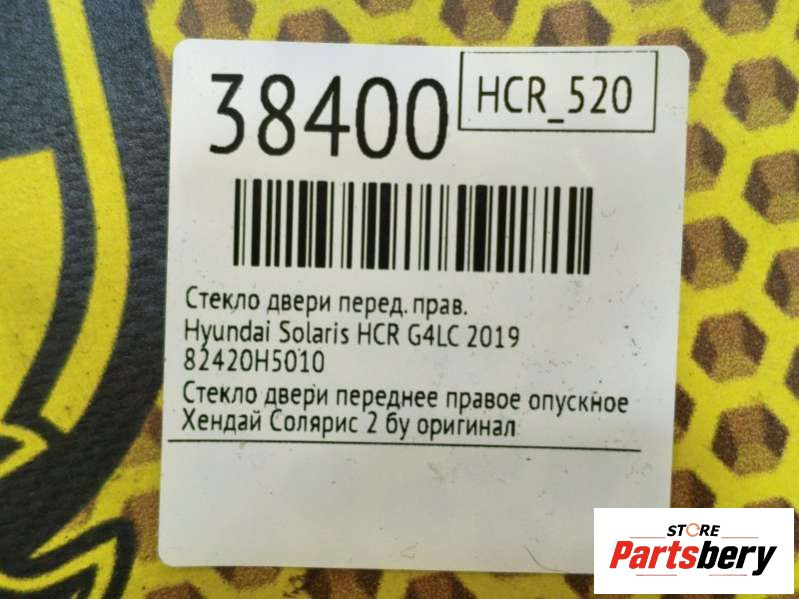 38400
HCR_520
Стекло двери перед. прав.
Hyundai Solaris HCR G4LC 2019
82420H5010
Стекло двери переднее правое опускное
Хендай Солярис 2 бу оригинал
STORE
Partsbery